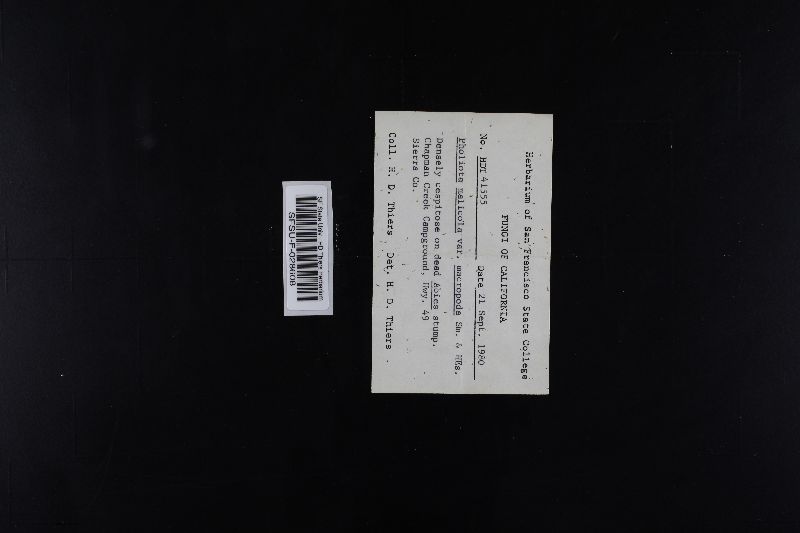 Herbarium of San Francisco State College
FUNGI OF CALIFORNIA
No. HDT 41555 Date 21 Sept. 1980
Pholiota malicola var. macropoda Sm. & Hes.
Densely cespitose on dead Abies stump.
Chapman Creek Campground, Hwy. 49
Sierra Co.
Coll. H. D. Thiers Det. H. D. Thiers
SFSU-F-028608